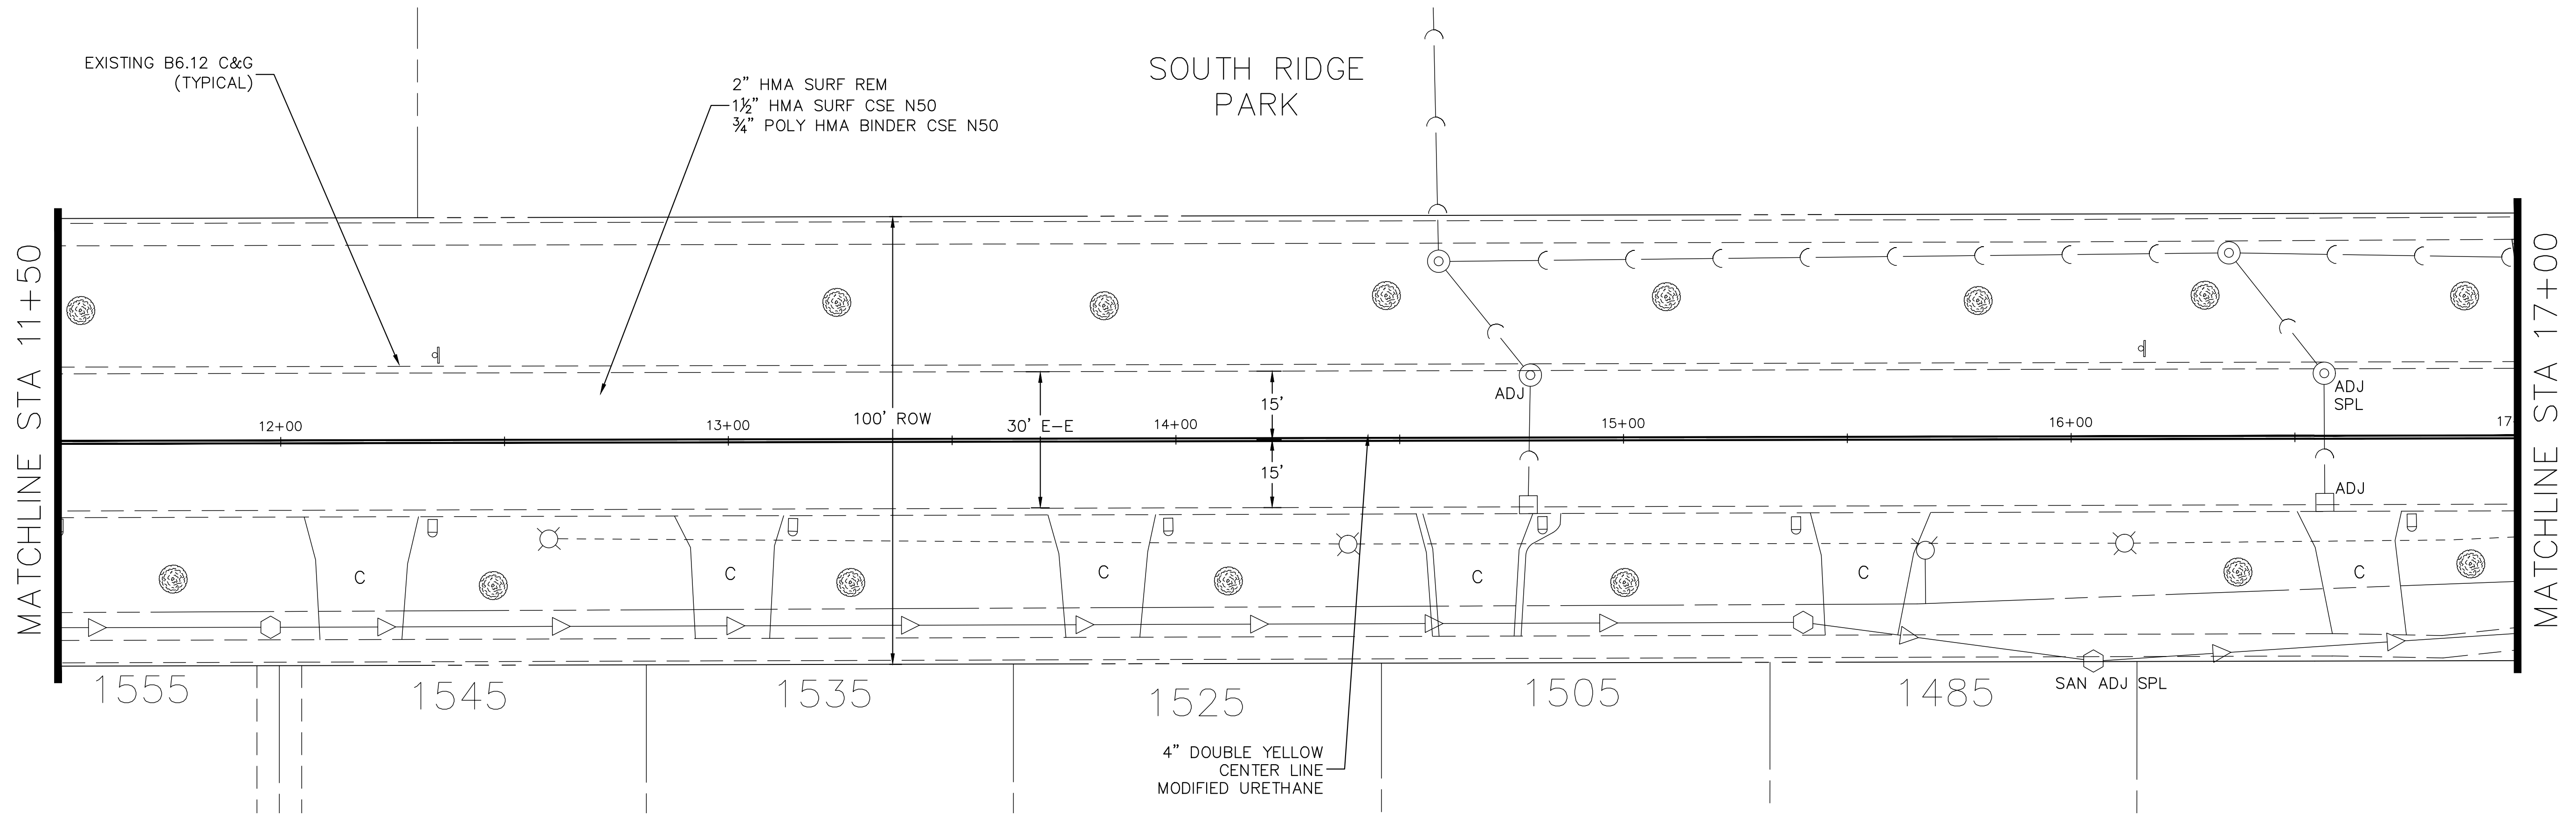 EXISTING B6.12 C&G
(TYPICAL)
2" HMA SURF REM
1½" HMA SURF CSE N50
¾" POLY HMA BINDER CSE N50
SOUTH RIDGE
PARK
MATCHLINE STA 11+50
MATCHLINE STA 17+00
12+00
13+00
100' ROW
30' E-E
14+00
15'
15'
ADJ
15+00
16+00
ADJ
SPL
17
ADJ
C
C
C
C
C
C
1555
1545
1535
1525
1505
1485
SAN ADJ SPL
4" DOUBLE YELLOW
CENTER LINE
MODIFIED URETHANE